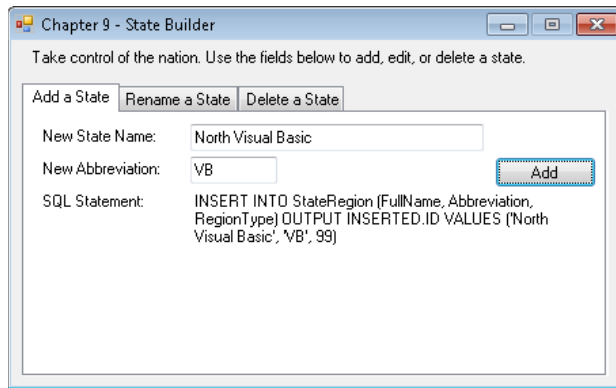 Chapter 9 - State Builder
Take control of the nation. Use the fields below to add, edit, or delete a state.
Add a State Rename a State Delete a State
New State Name: North Visual Basic
New Abbreviation: VB Add
SQL Statement: INSERT INTO StateRegion (FullName, Abbreviation,
RegionType) OUTPUT INSERTED.ID VALUES ('North
Visual Basic', 'VB', 99)